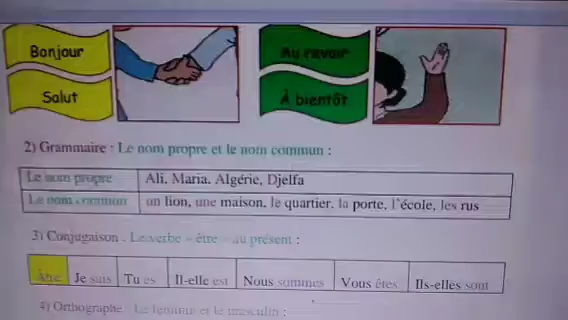 Bonjour
Au revoir
Salut
À bientôt
2) Grammaire : Le nom propre et le nom commun :
Le nom propre Ali, Maria, Algérie, Djelfa
Le nom commun un lion, une maison, le quartier, la porte, l'école, les rus
3) Conjugaison : Le verbe « être » au présent :
Être Je suis Tu es Il-elle est Nous sommes Vous êtes Ils-elles sont
4) Orthographe : Le féminin et le masculin :